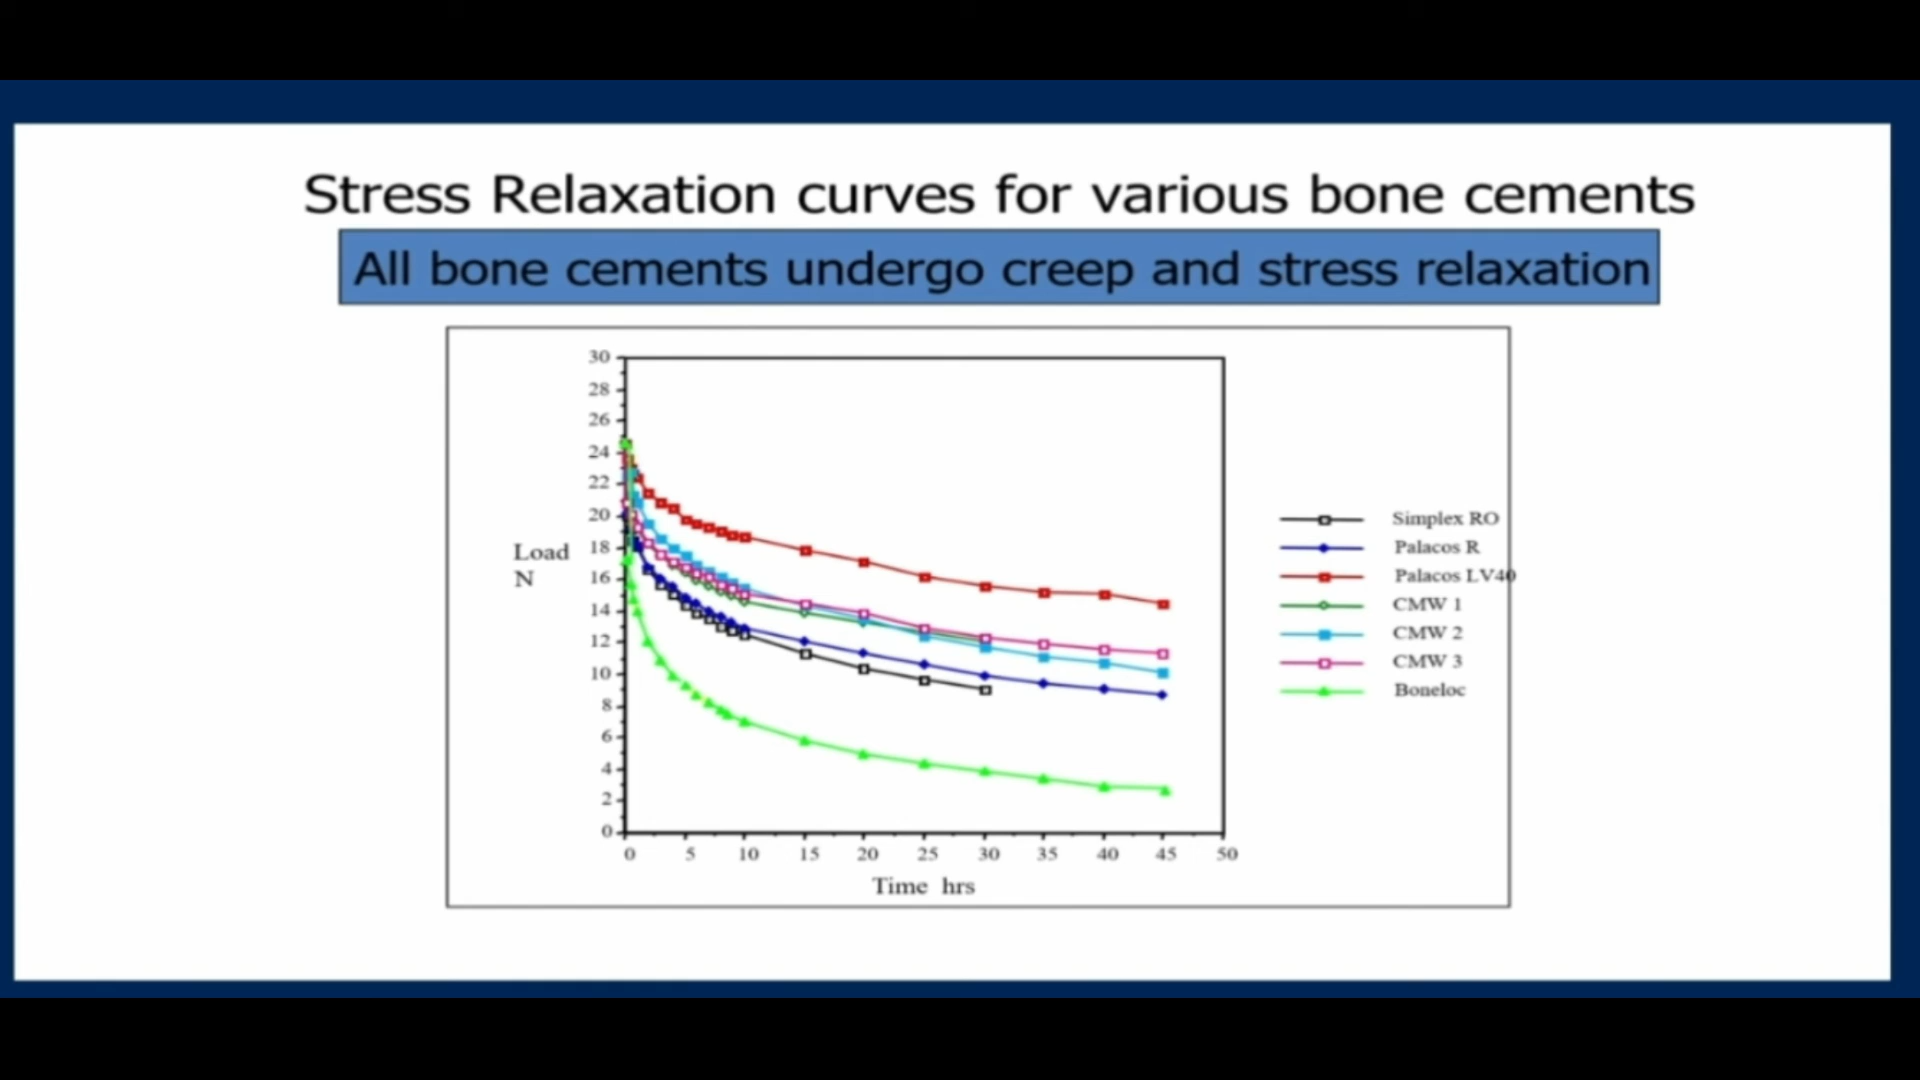 Stress Relaxation curves for various bone cements
All bone cements undergo creep and stress relaxation
30
28
26
24
22
20
18
16
14
12
10
8
6
4
2
0
Load
N
0 5 10 15 20 25 30 35 40 45 50
Time hrs
Simplex RO
Palacos R
Palacos LV40
CMW 1
CMW 2
CMW 3
Boneloc